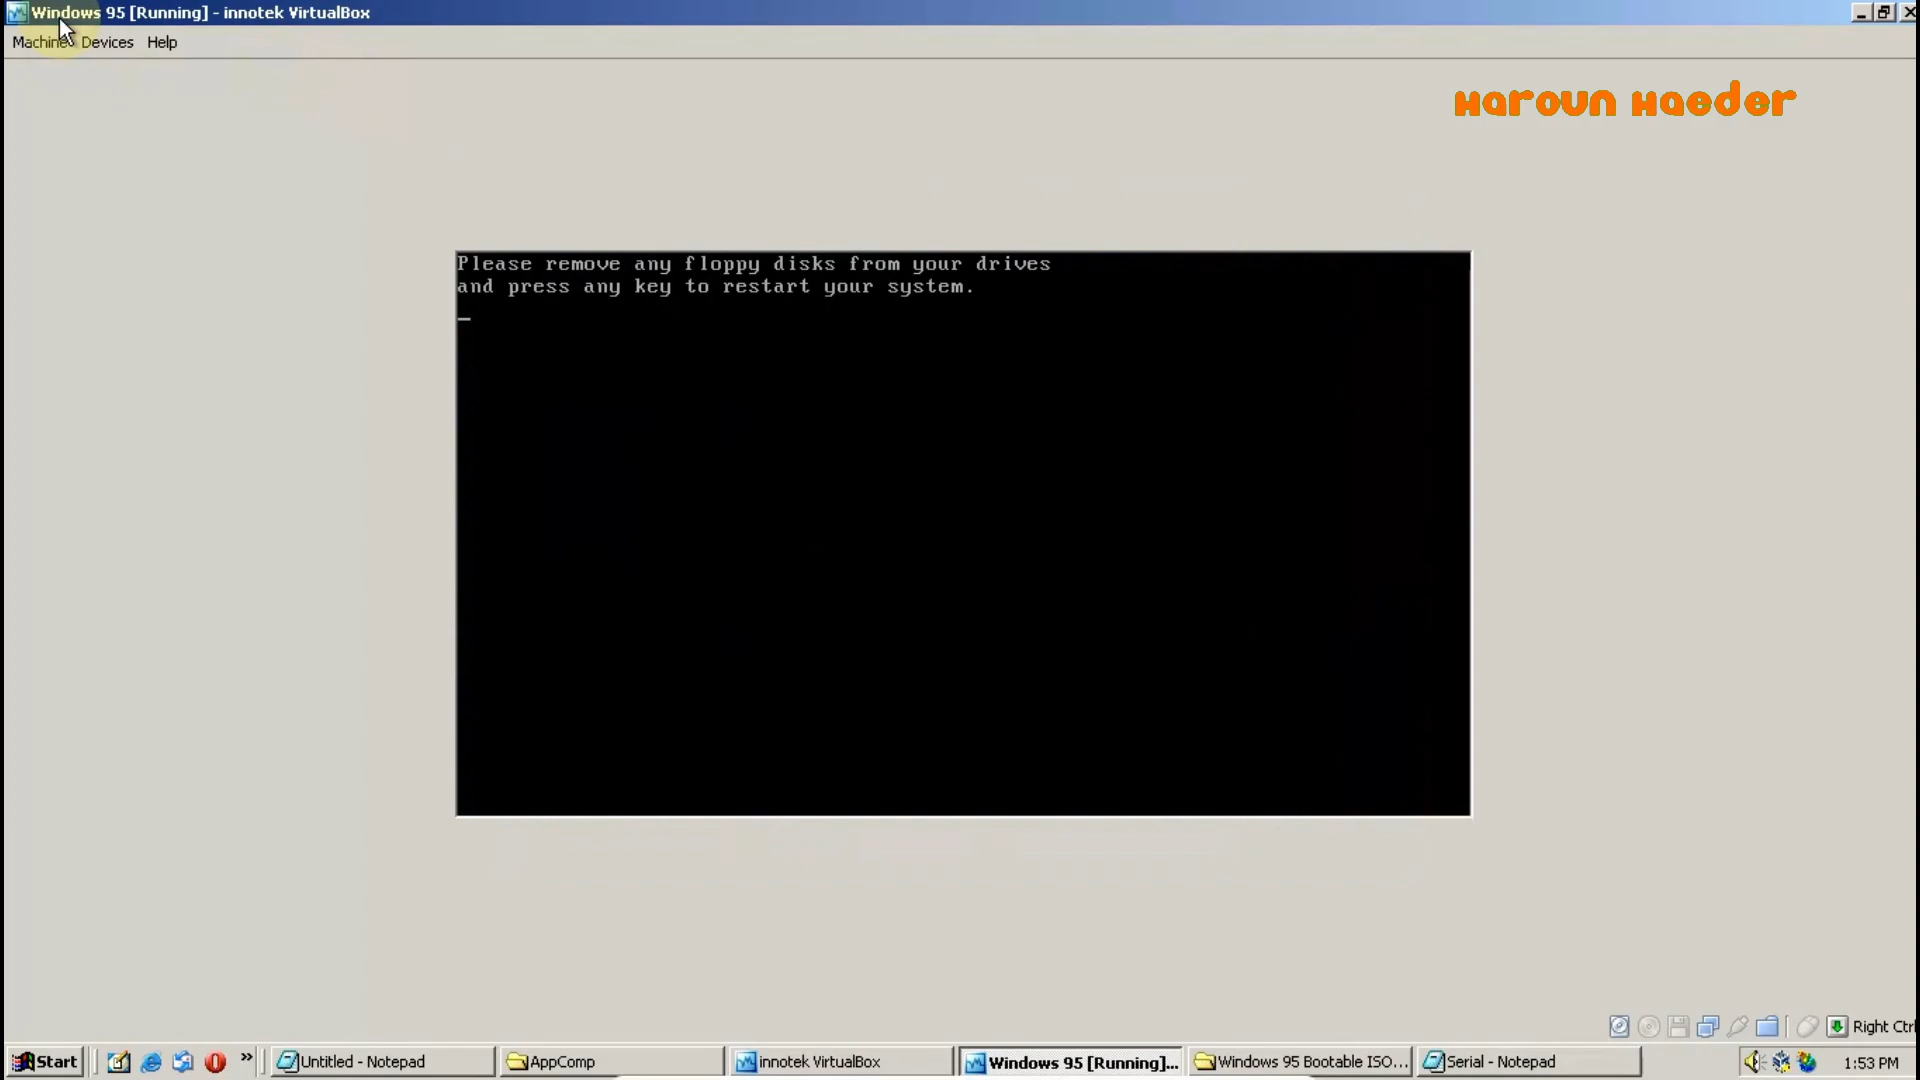 Windows 95 [Running] - innotek VirtualBox
Machine Devices Help
Haroun Haeder
Please remove any floppy disks from your drives
and press any key to restart your system.
Right Ctrl
Start Untitled - Notepad AppComp innotek VirtualBox Windows 95 [Running]... Windows 95 Bootable ISO... Serial - Notepad 1:53 PM